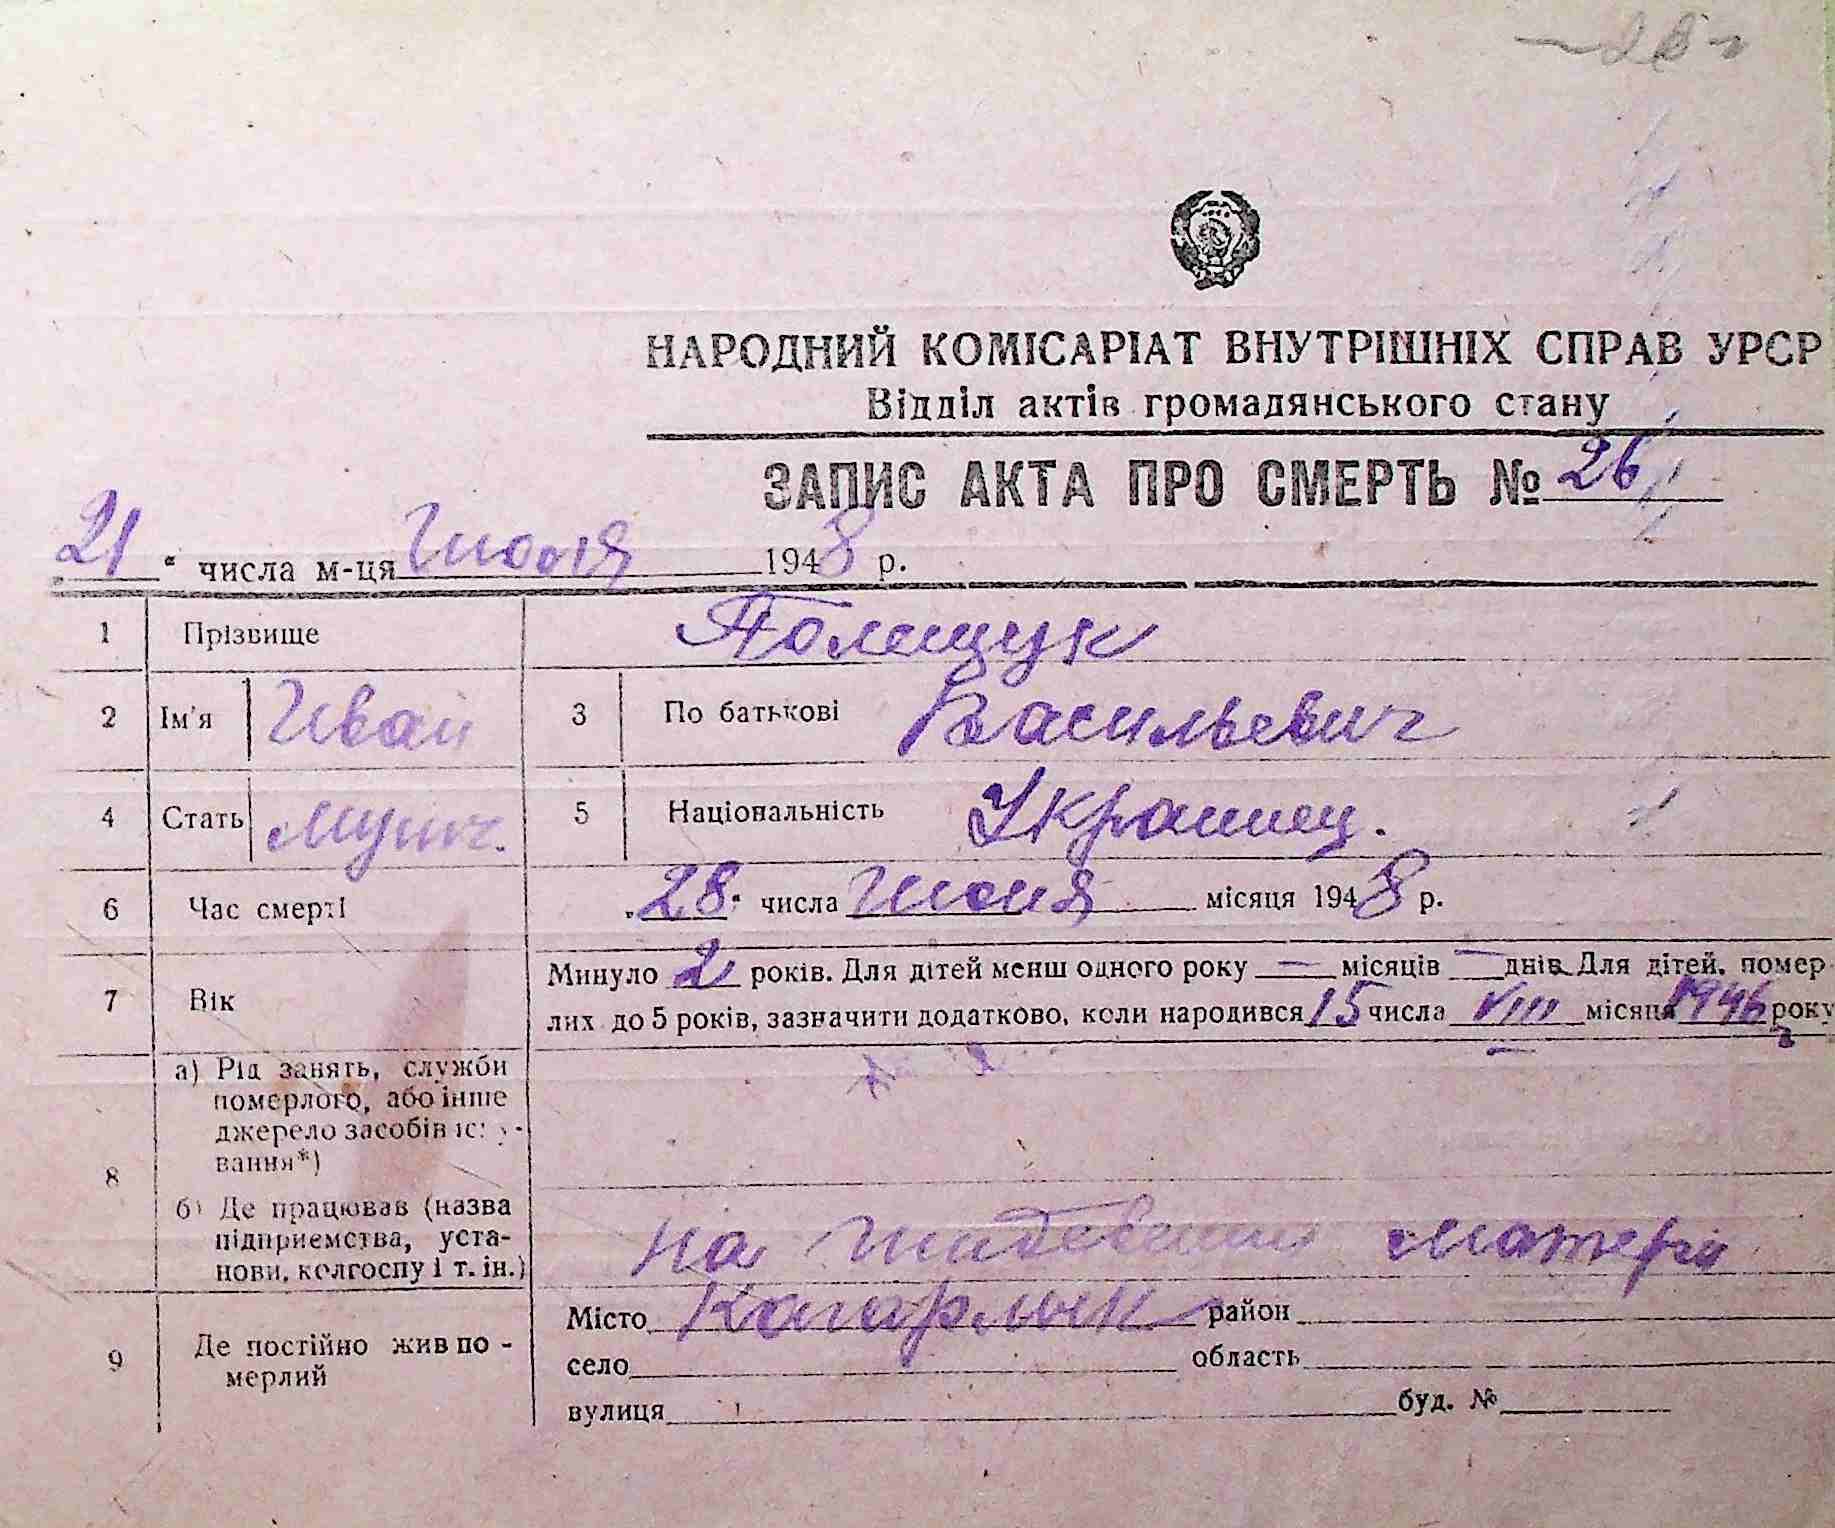 НАРОДНИЙ КОМІСАРІАТ ВНУТРІШНІХ СПРАВ УРСР
Відділ актів громадянського стану
ЗАПИС АКТА ПРО СМЕРТЬ № 26
„21“ числа м-ця Июля 1948 р.
1 Прізвище Полещук
2 Ім'я Иван 3 По батькові Васильевич
4 Стать мужч. 5 Національність Украинец.
6 Час смерті „28“ числа Июня місяця 1948 р.
7 Вік Минуло 2 років. Для дітей менш одного року — місяців — днів. Для дітей, помер-
лих до 5 років, зазначити додатково, коли народився 15 числа VIII місяця 1946 року
8 а) Рід занять, служби
померлого, або інше
джерело засобів існу-
вання*)
б) Де працював (назва
підприємства, уста-
нови, колгоспу і т. ін.) на иждевении матери
9 Де постійно жив по-
мерлий
Місто Кагарлык район
село область
вулиця буд. №